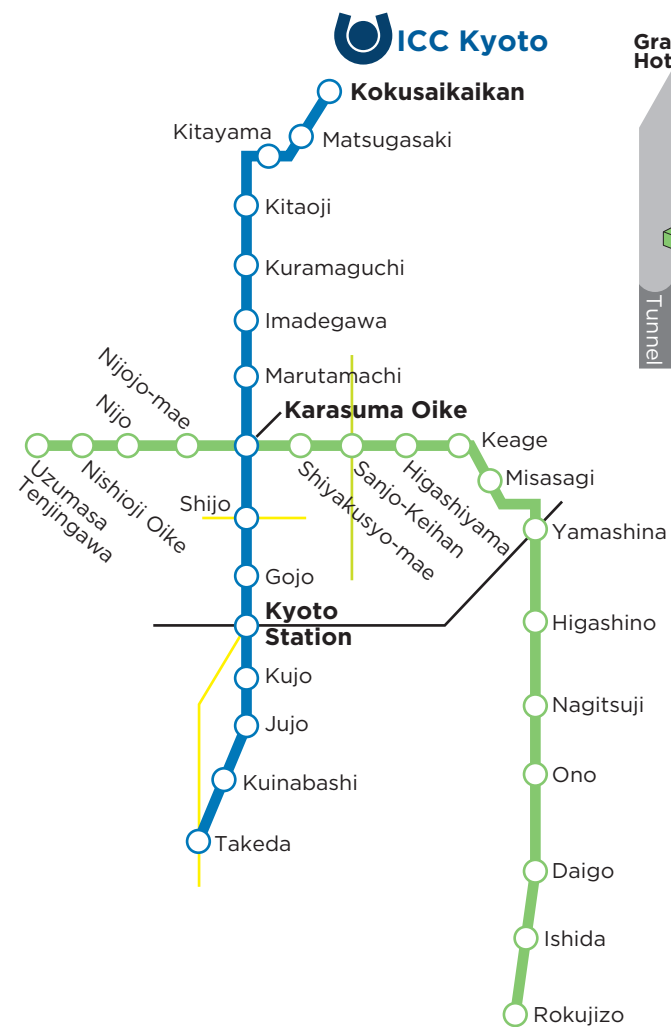 ICC Kyoto
Gra
Hot
Kokusaikaikan
Kitayama
Matsugasaki
Kitaoji
Kuramaguchi
Imadegawa
Tunnel
Marutamachi
Nijojo-mae
Nijo
Karasuma Oike
Keage
Misasagi
Uzumasa
Tenjingawa
Nishioji Oike
Shijo
Shiyakusyo-mae
Sanjo-Keihan
Higashiyama
Yamashina
Gojo
Kyoto
Station
Higashino
Kujo
Nagitsuji
Jujo
Kuinabashi
Ono
Takeda
Daigo
Ishida
Rokujizo